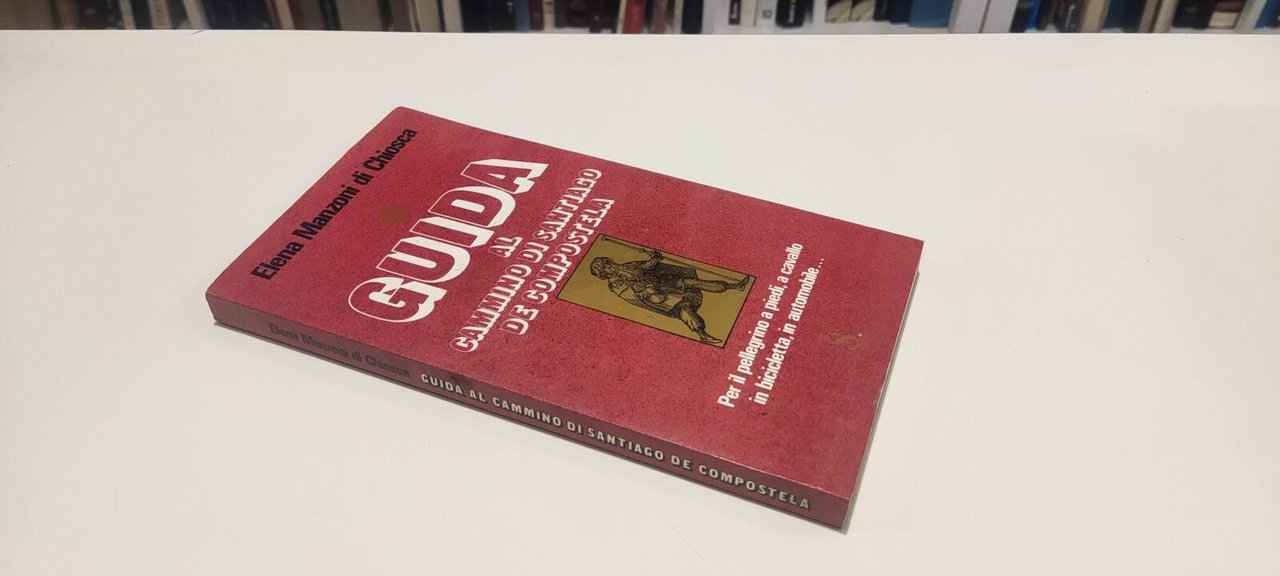 Elena Manzoni di Chiosca
GUIDA
AL
CAMMINO DI SANTIAGO
DE COMPOSTELA
Per il pellegrino a piedi, a cavallo
in bicicletta, in automobile...
Elena Manzoni di Chiosca GUIDA AL CAMMINO DI SANTIAGO DE COMPOSTELA